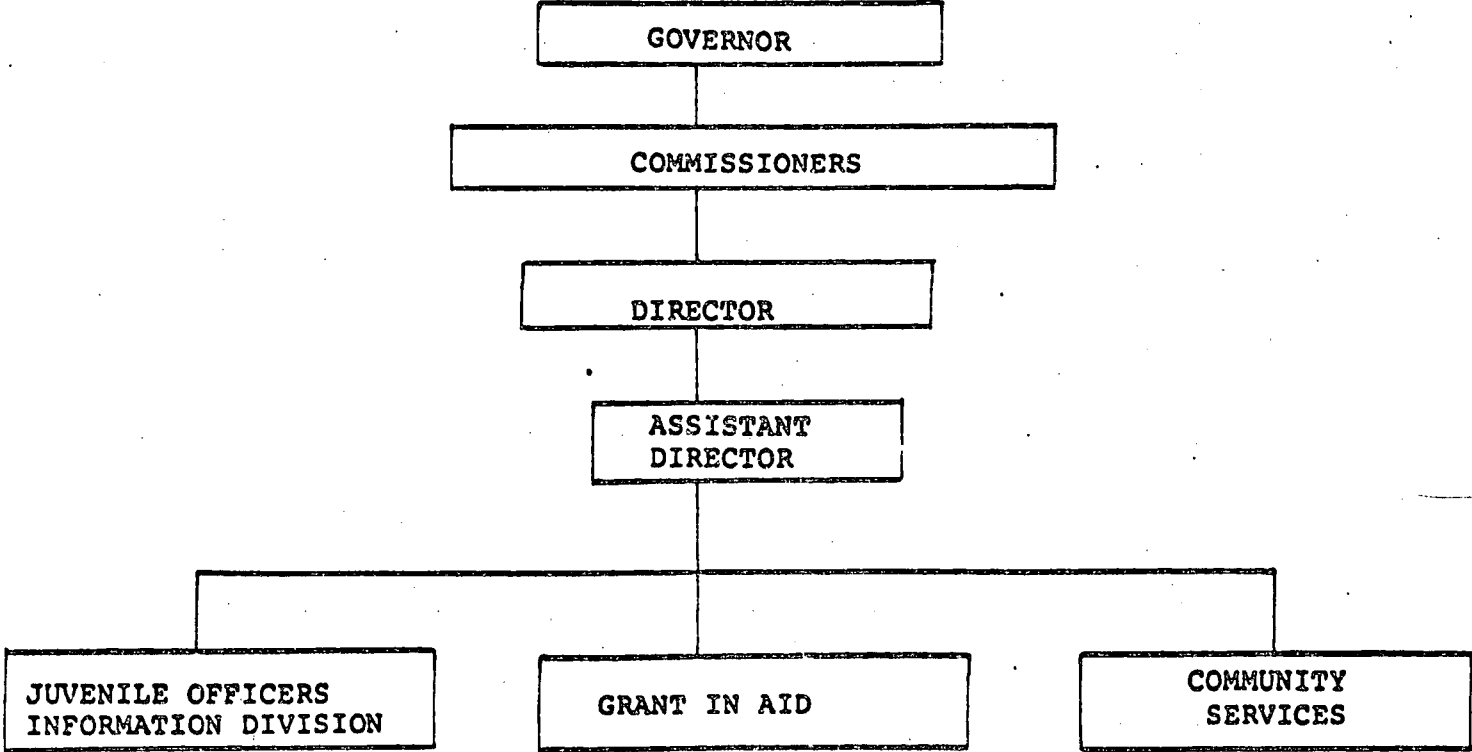 GOVERNOR
COMMISSIONERS
DIRECTOR
ASSISTANT
DIRECTOR
JUVENILE OFFICERS
INFORMATION DIVISION
GRANT IN AID
COMMUNITY
SERVICES